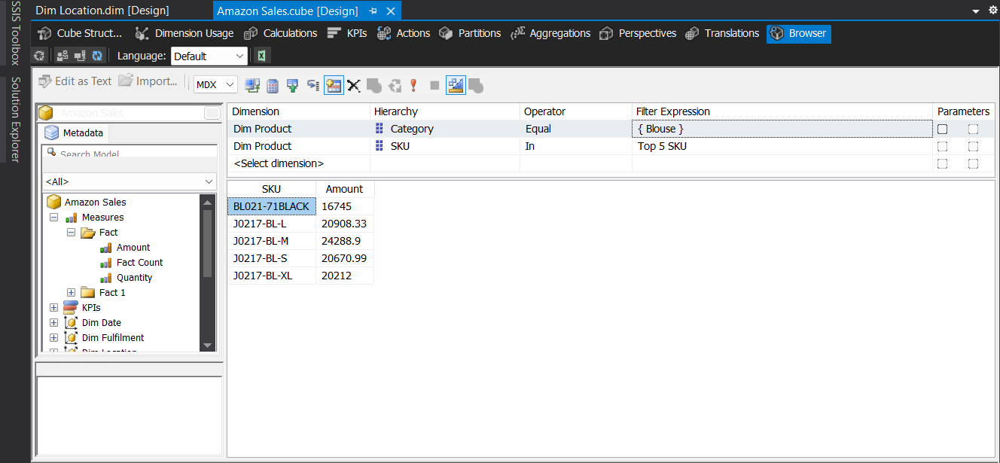 SSIS Toolbox
Solution Explorer
Dim Location.dim [Design]
Amazon Sales.cube [Design]
Cube Struct...
Dimension Usage
Calculations
KPIs
Actions
Partitions
Aggregations
Perspectives
Translations
Browser
Language:
Default
Edit as Text
Import...
MDX
Amazon Sales
Metadata
Search Model
<All>
Amazon Sales
Measures
Fact
Amount
Fact Count
Quantity
Fact 1
KPIs
Dim Date
Dim Fulfilment
Dim Location
Dimension Hierarchy Operator Filter Expression Parameters
Dim Product Category Equal { Blouse }
Dim Product SKU In Top 5 SKU
<Select dimension>
SKU Amount
BL021-71BLACK 16745
J0217-BL-L 20908.33
J0217-BL-M 24288.9
J0217-BL-S 20670.99
J0217-BL-XL 20212